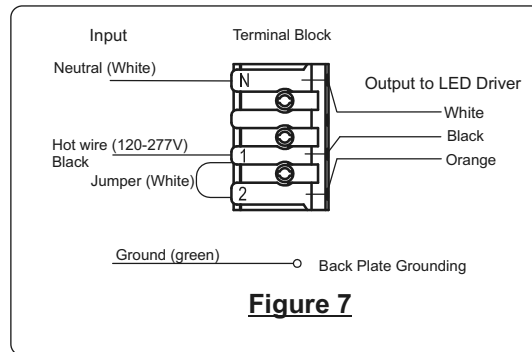 Input
Terminal Block
Neutral (White)
N
Output to LED Driver
White
Black
Hot wire (120-277V)
Black
1
Orange
Jumper (White)
2
Ground (green)
Back Plate Grounding
Figure 7